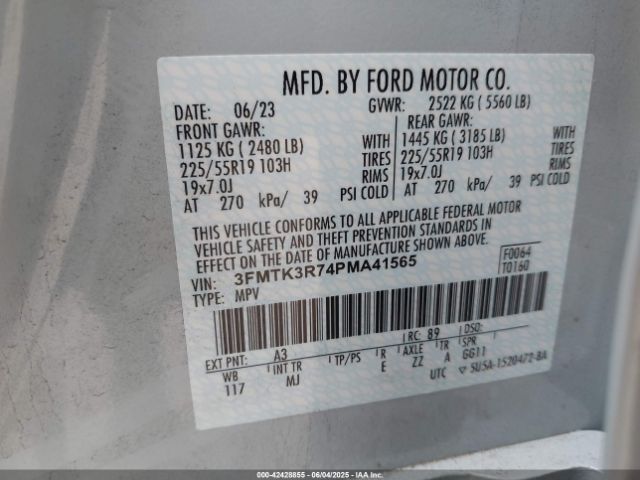 MFD. BY FORD MOTOR CO.
DATE: 06/23 GVWR: 2522 KG ( 5560 LB)
FRONT GAWR: REAR GAWR:
1125 KG ( 2480 LB) WITH 1445 KG ( 3185 LB) WITH
225/55R19 103H TIRES 225/55R19 103H TIRES
19x7.0J RIMS 19x7.0J RIMS
AT 270 kPa/ 39 PSI COLD AT 270 kPa/ 39 PSI COLD
THIS VEHICLE CONFORMS TO ALL APPLICABLE FEDERAL MOTOR
VEHICLE SAFETY AND THEFT PREVENTION STANDARDS IN
EFFECT ON THE DATE OF MANUFACTURE SHOWN ABOVE.
VIN: 3FMTK3R74PMA41565 F0064
TYPE: MPV T0160
RC: 89 DSO:
EXT PNT: A3
WB INT TR TP/PS R AXLE TR SPR
117 MJ E ZZ A GG11
UTC 5U5A-1520472-BA
00-42428855 | 06/04/2025 - IAA Holdings, LLC